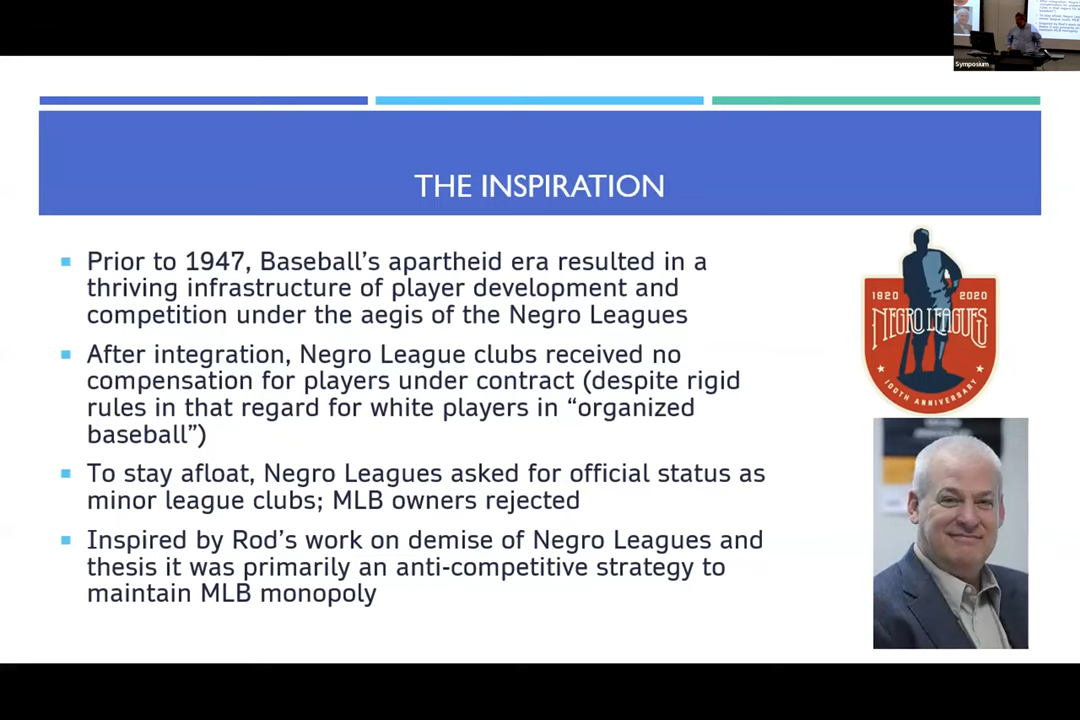 Symposium
THE INSPIRATION
Prior to 1947, Baseball's apartheid era resulted in a
thriving infrastructure of player development and
competition under the aegis of the Negro Leagues
After integration, Negro League clubs received no
compensation for players under contract (despite rigid
rules in that regard for white players in "organized
baseball")
To stay afloat, Negro Leagues asked for official status as
minor league clubs; MLB owners rejected
Inspired by Rod's work on demise of Negro Leagues and
thesis it was primarily an anti-competitive strategy to
maintain MLB monopoly
1920 2020
NEGRO LEAGUES
100TH ANNIVERSARY